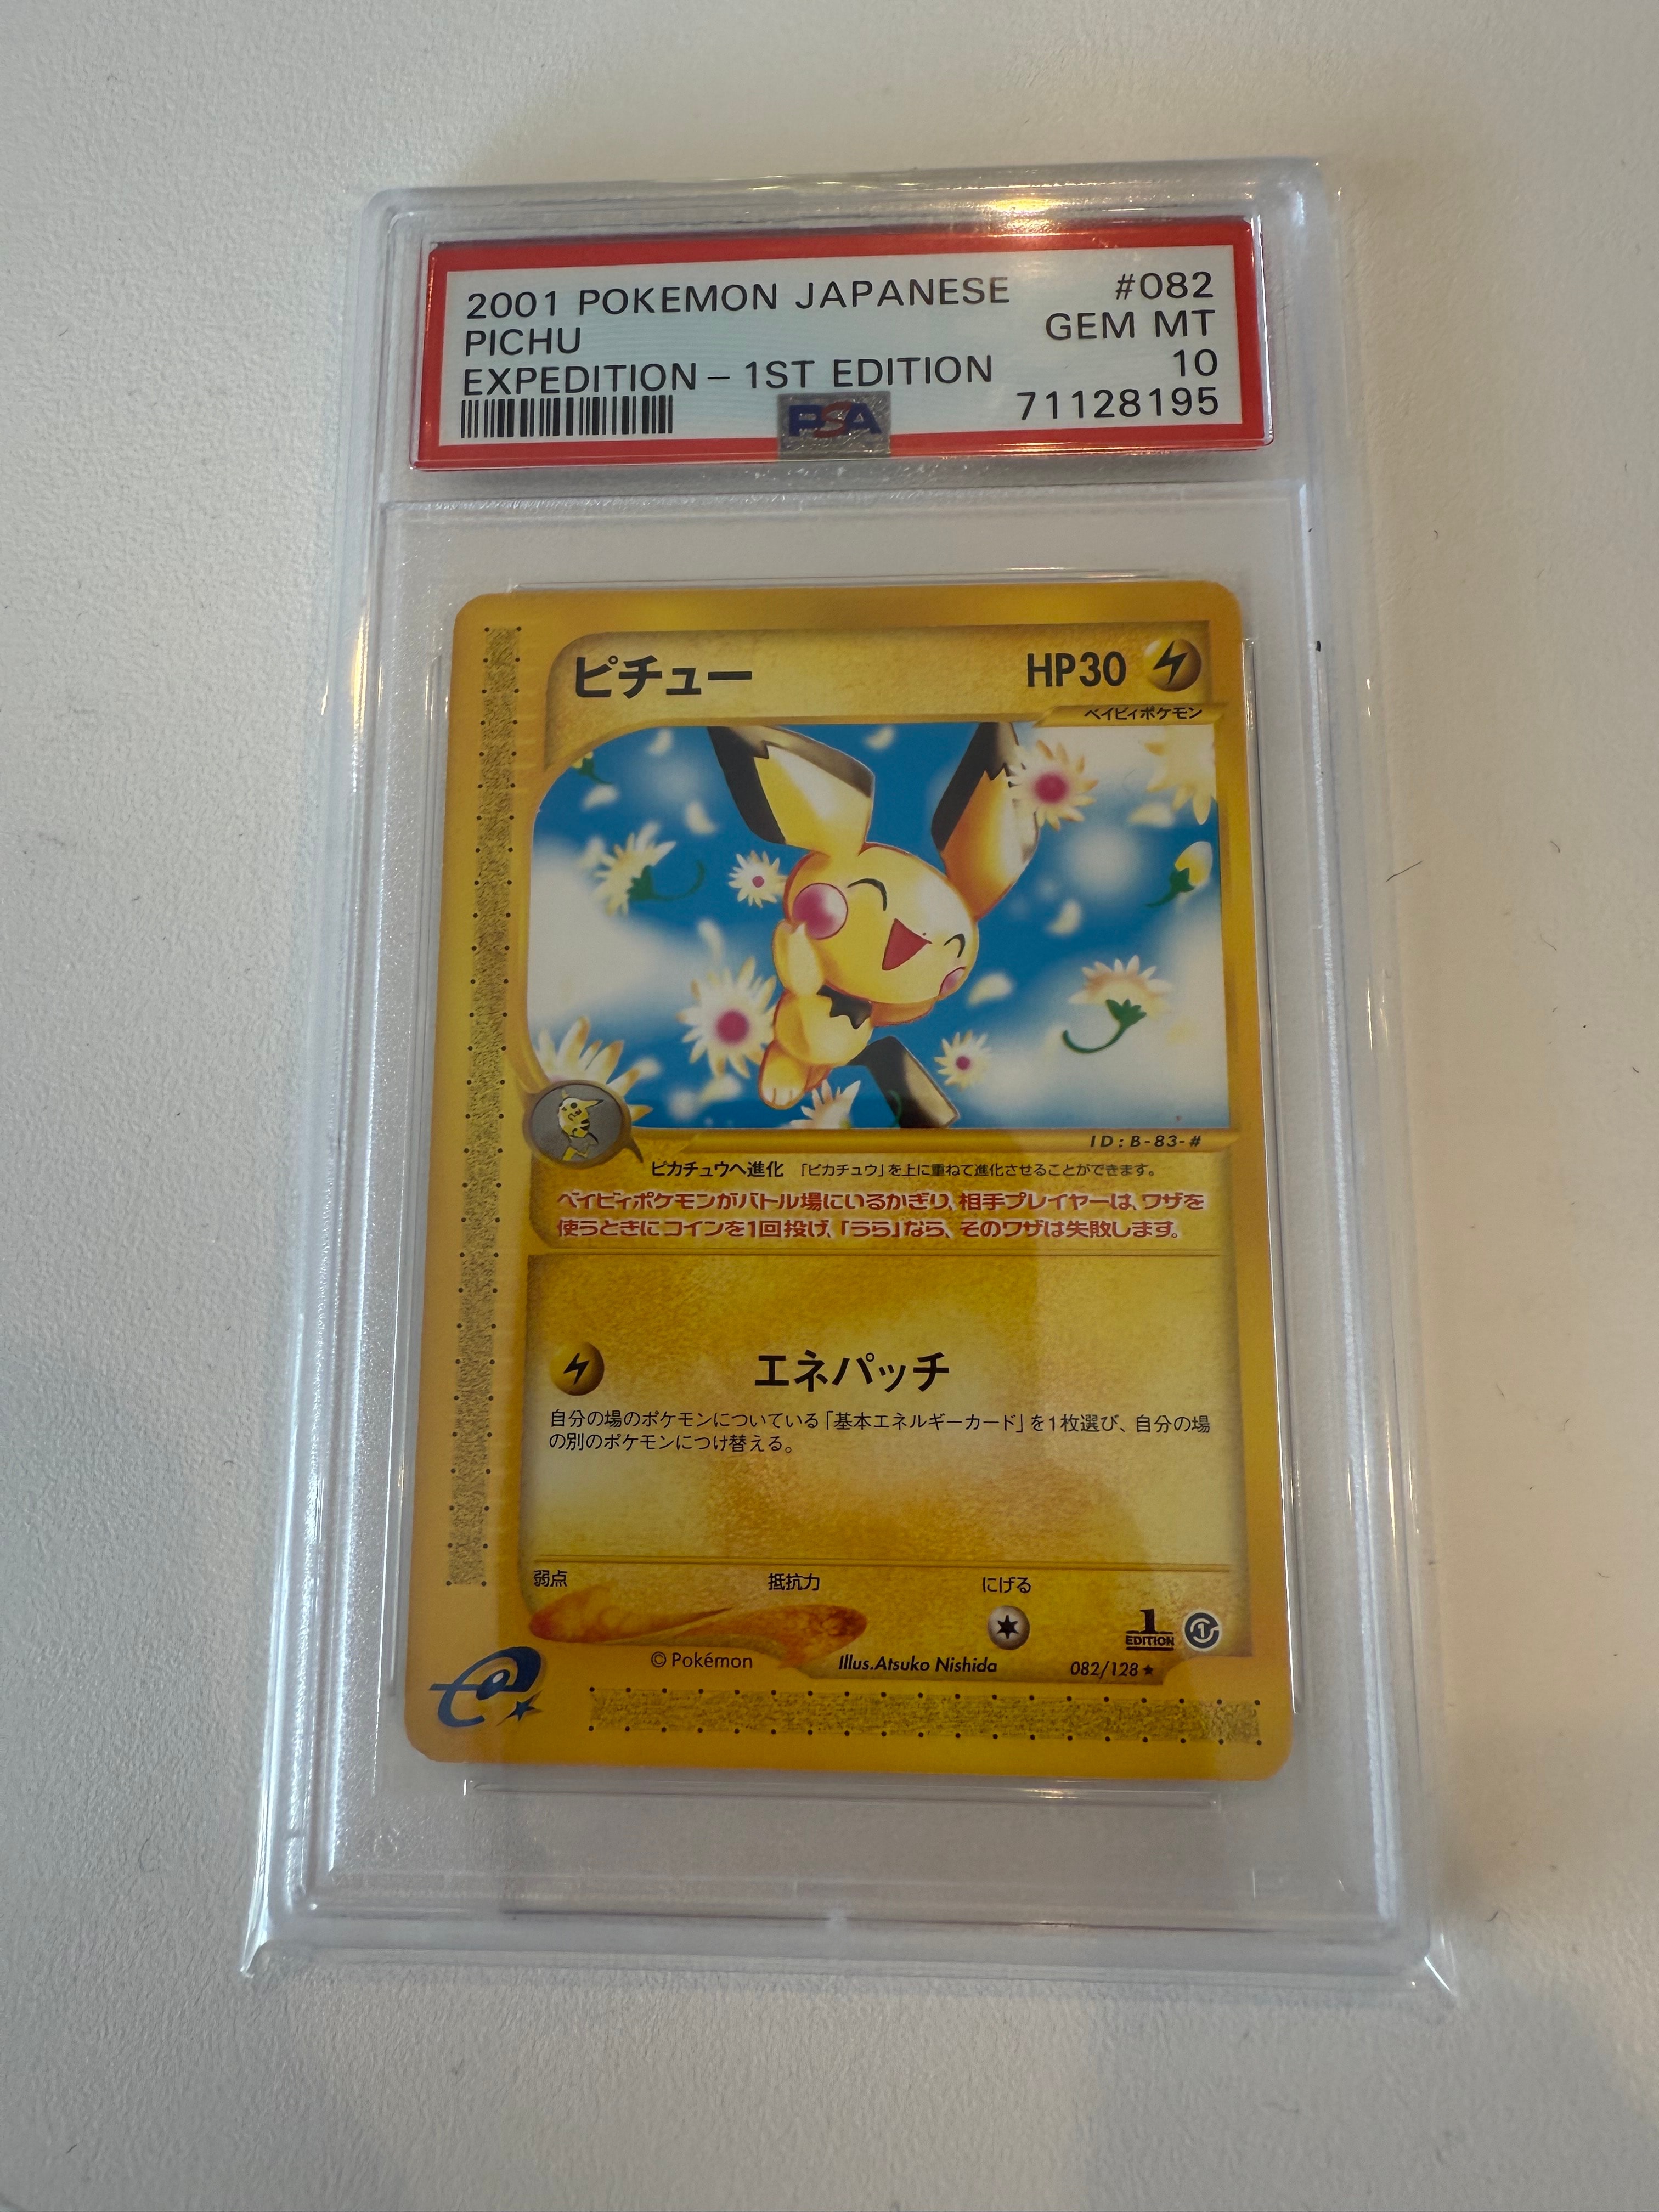 2001 POKEMON JAPANESE #082
PICHU GEM MT
EXPEDITION – 1ST EDITION 10
PSA 71128195
ピチュー HP30
ベイビィポケモン
ID:B-83-#
ピカチュウへ進化 「ピカチュウ」を上に重ねて進化させることができます。
ベイビィポケモンがバトル場にいるかぎり、相手プレイヤーは、ワザを
使うときにコインを1回投げ、「うら」なら、そのワザは失敗します。
エネパッチ
自分の場のポケモンについている「基本エネルギーカード」を1枚選び、自分の場
の別のポケモンにつけ替える。
弱点 抵抗力 にげる
1
EDITION
©Pokémon Illus.Atsuko Nishida 082/128★
e